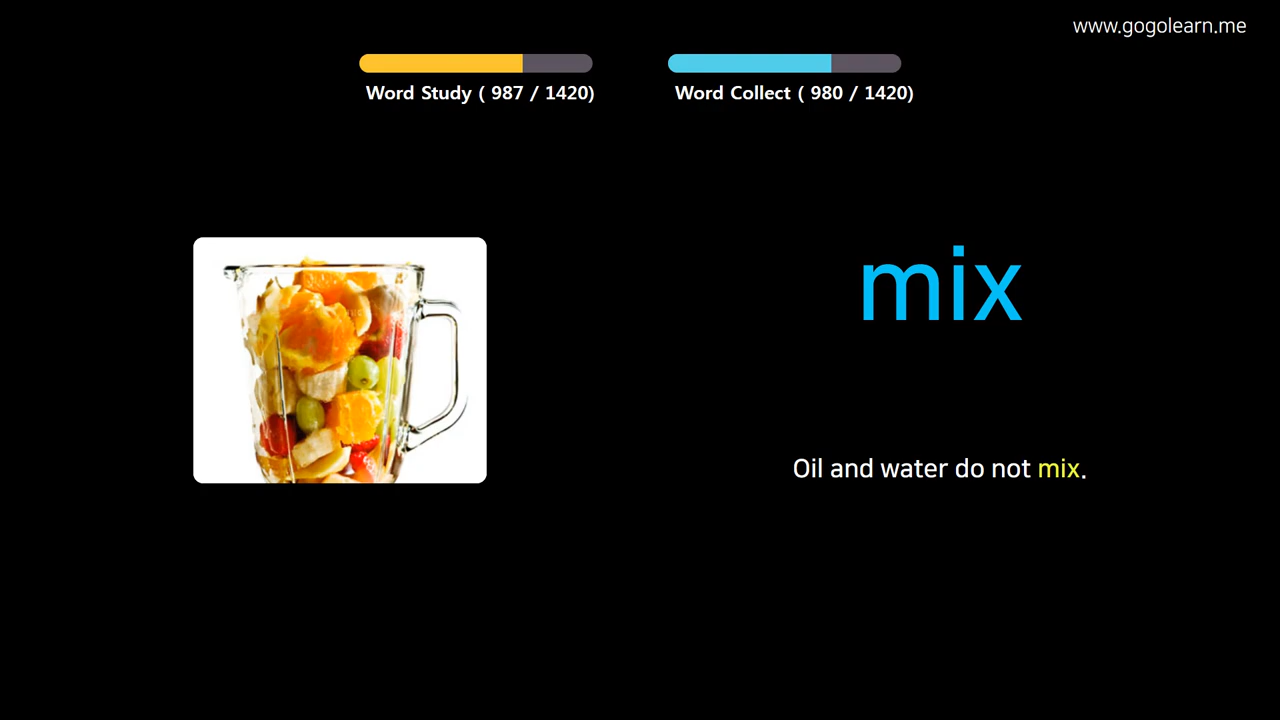 www.gogolearn.me
Word Study ( 987 / 1420)
Word Collect ( 980 / 1420)
mix
Oil and water do not mix.